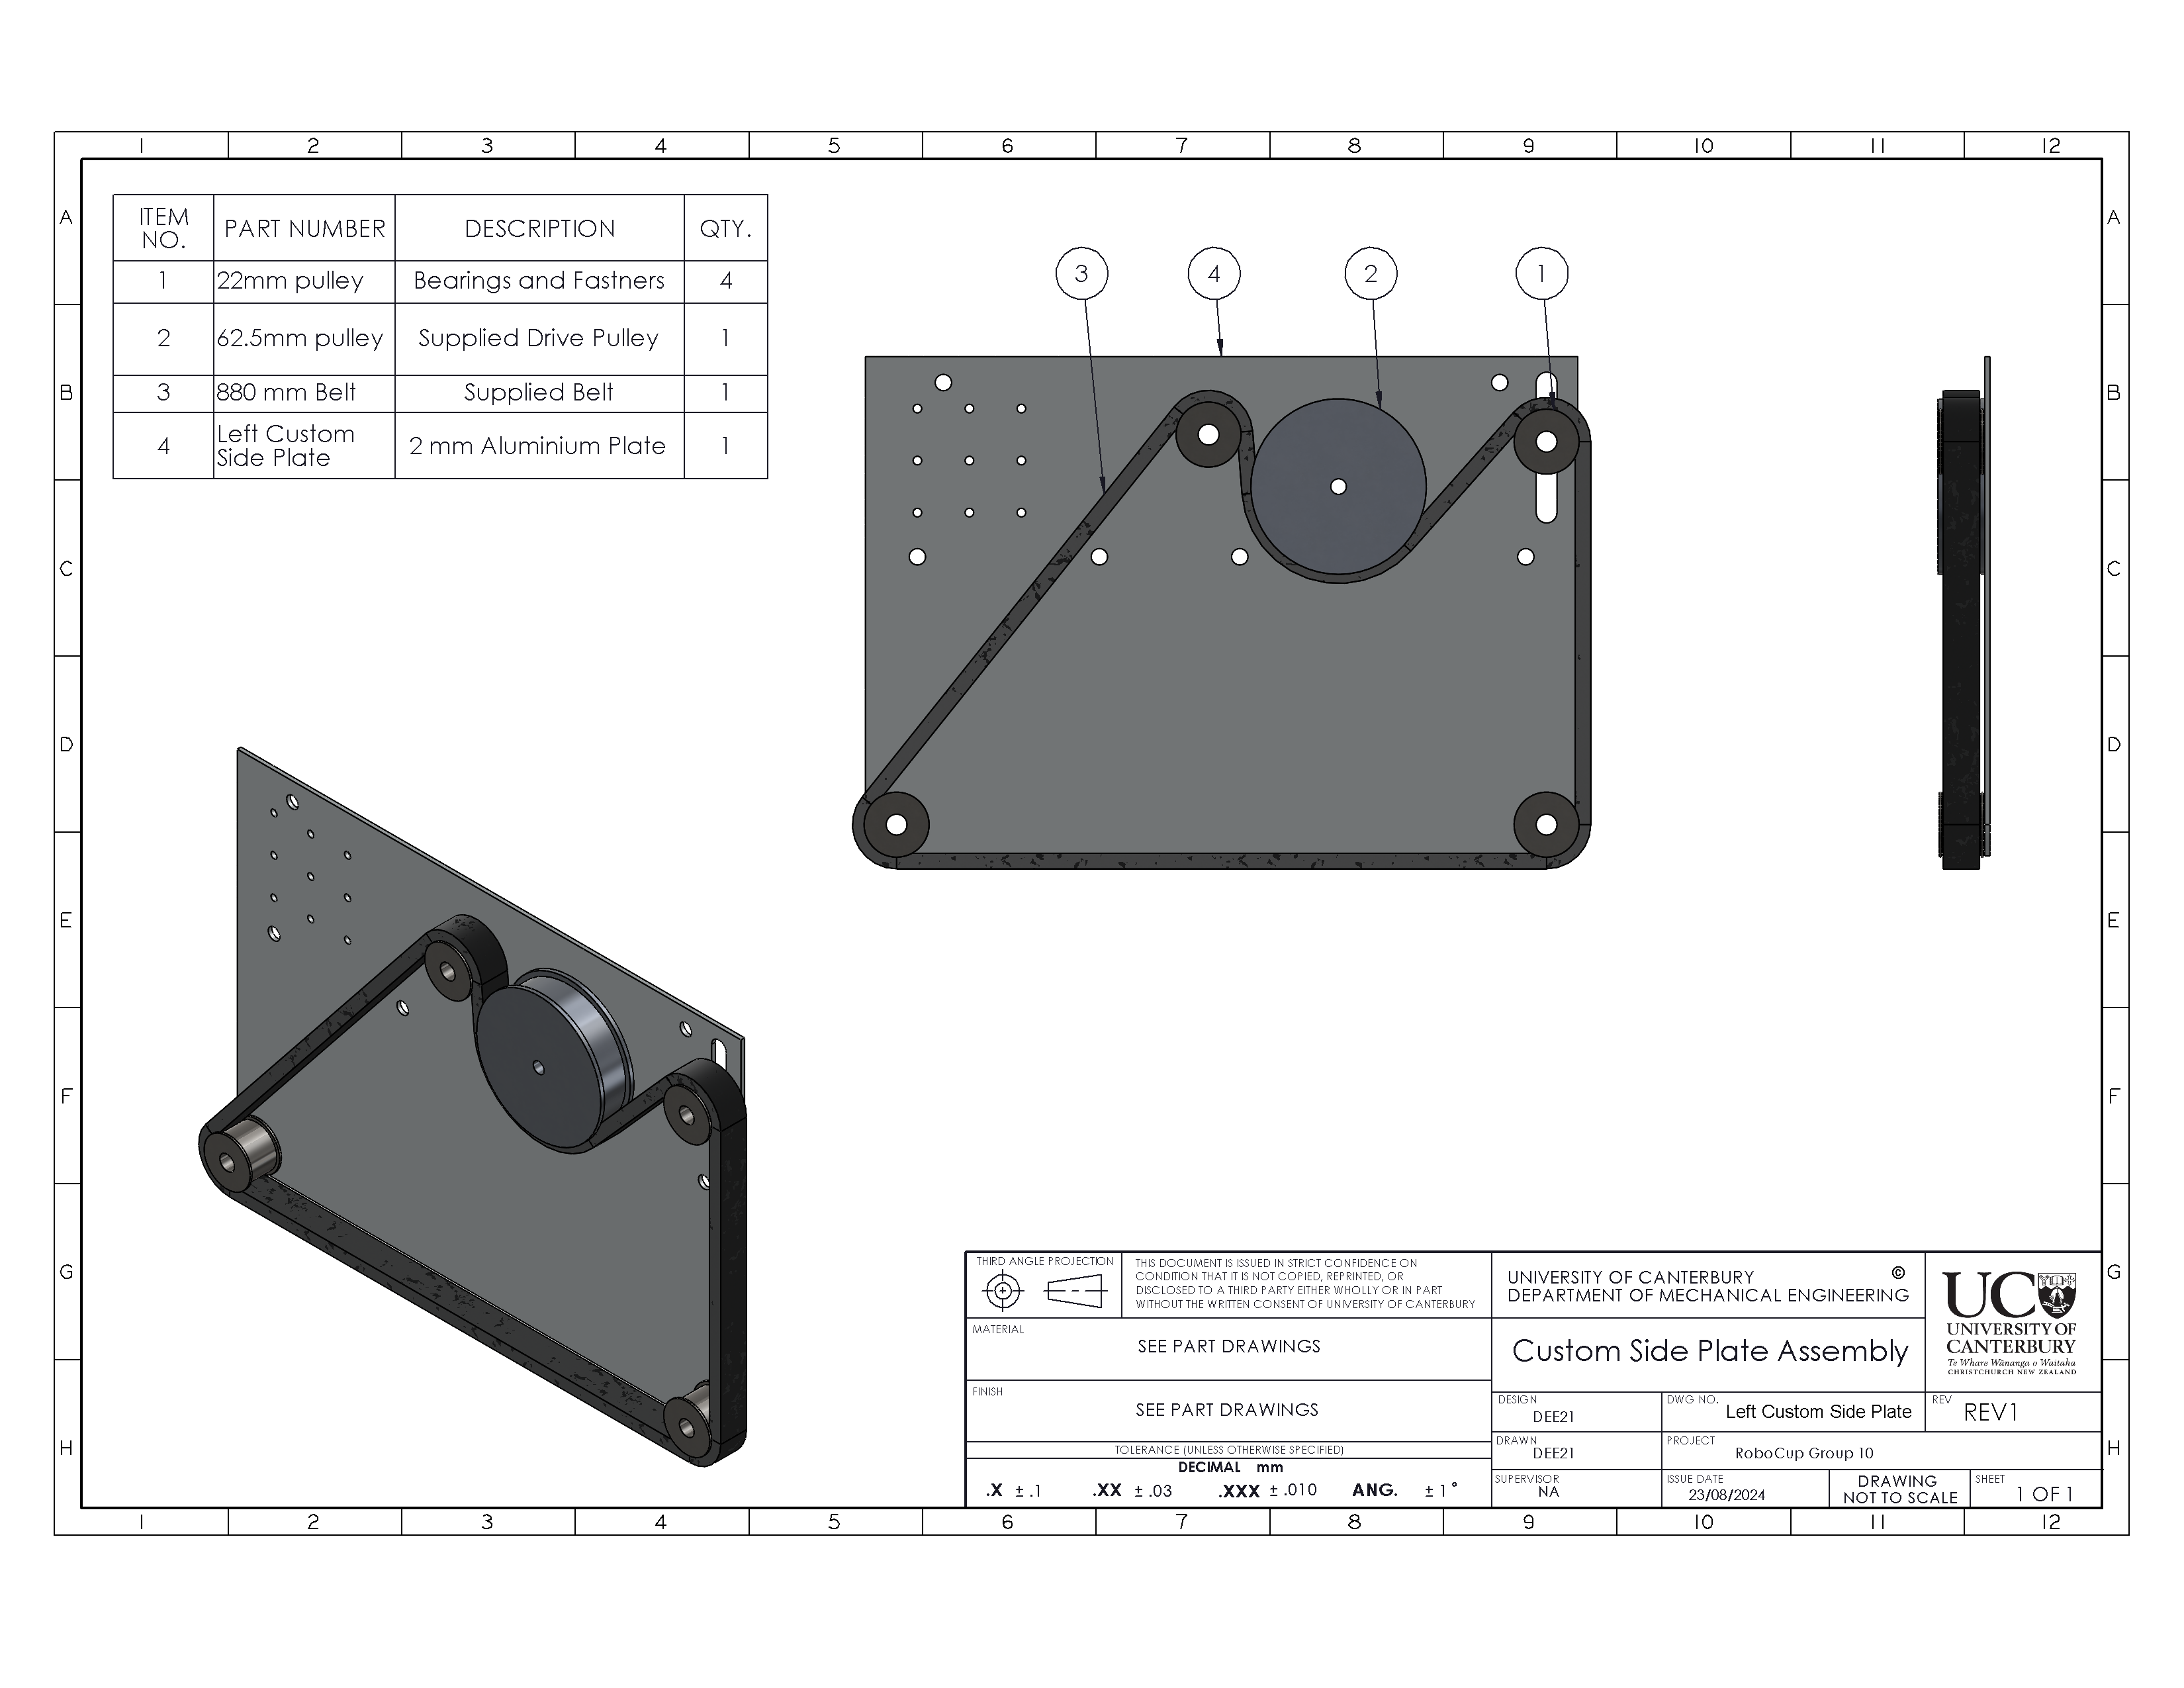 1 2 3 4 5 6 7 8 9 10 11 12
A A
B B
C C
D D
E E
F F
G G
H H
ITEM NO. PART NUMBER DESCRIPTION QTY.
1 22mm pulley Bearings and Fastners 4
2 62.5mm pulley Supplied Drive Pulley 1
3 880 mm Belt Supplied Belt 1
4 Left Custom Side Plate 2 mm Aluminium Plate 1
3 4 2 1
THIRD ANGLE PROJECTION
THIS DOCUMENT IS ISSUED IN STRICT CONFIDENCE ON
CONDITION THAT IT IS NOT COPIED, REPRINTED, OR
DISCLOSED TO A THIRD PARTY EITHER WHOLLY OR IN PART
WITHOUT THE WRITTEN CONSENT OF UNIVERSITY OF CANTERBURY
MATERIAL
SEE PART DRAWINGS
FINISH
SEE PART DRAWINGS
TOLERANCE (UNLESS OTHERWISE SPECIFIED)
DECIMAL mm
.X ± .1 .XX ± .03 .XXX ± .010 ANG. ± 1°
UNIVERSITY OF CANTERBURY ©
DEPARTMENT OF MECHANICAL ENGINEERING
Custom Side Plate Assembly
UC
UNIVERSITY OF
CANTERBURY
Te Whare Wānanga o Waitaha
CHRISTCHURCH NEW ZEALAND
DESIGN DEE21
DWG NO. Left Custom Side Plate
REV REV1
DRAWN DEE21
PROJECT RoboCup Group 10
SUPERVISOR NA
ISSUE DATE 23/08/2024
DRAWING
NOT TO SCALE
SHEET 1 OF 1
1 2 3 4 5 6 7 8 9 10 11 12